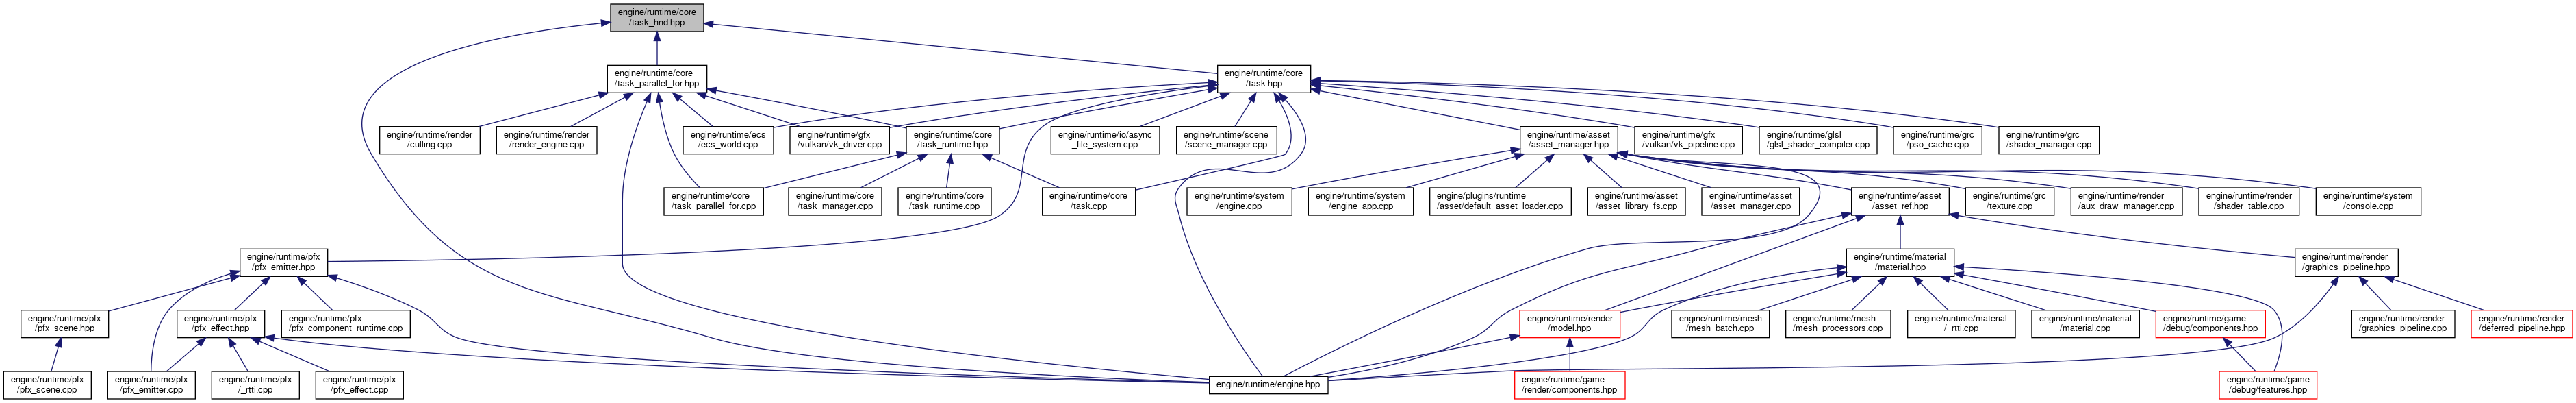 engine/runtime/core
/task_hnd.hpp
engine/runtime/core
/task_parallel_for.hpp
engine/runtime/core
/task.hpp
engine/runtime/render
/culling.cpp
engine/runtime/render
/render_engine.cpp
engine/runtime/ecs
/ecs_world.cpp
engine/runtime/gfx
/vulkan/vk_driver.cpp
engine/runtime/core
/task_runtime.hpp
engine/runtime/io/async
_file_system.cpp
engine/runtime/scene
/scene_manager.cpp
engine/runtime/asset
/asset_manager.hpp
engine/runtime/gfx
/vulkan/vk_pipeline.cpp
engine/runtime/glsl
/glsl_shader_compiler.cpp
engine/runtime/grc
/pso_cache.cpp
engine/runtime/grc
/shader_manager.cpp
engine/runtime/core
/task_parallel_for.cpp
engine/runtime/core
/task_manager.cpp
engine/runtime/core
/task_runtime.cpp
engine/runtime/core
/task.cpp
engine/runtime/system
/engine.cpp
engine/runtime/system
/engine_app.cpp
engine/plugins/runtime
/asset/default_asset_loader.cpp
engine/runtime/asset
/asset_library_fs.cpp
engine/runtime/asset
/asset_manager.cpp
engine/runtime/asset
/asset_ref.hpp
engine/runtime/grc
/texture.cpp
engine/runtime/render
/aux_draw_manager.cpp
engine/runtime/render
/shader_table.cpp
engine/runtime/system
/console.cpp
engine/runtime/pfx
/pfx_emitter.hpp
engine/runtime/material
/material.hpp
engine/runtime/render
/graphics_pipeline.hpp
engine/runtime/pfx
/pfx_scene.hpp
engine/runtime/pfx
/pfx_effect.hpp
engine/runtime/pfx
/pfx_component_runtime.cpp
engine/runtime/render
/model.hpp
engine/runtime/mesh
/mesh_batch.cpp
engine/runtime/mesh
/mesh_processors.cpp
engine/runtime/material
/_rtti.cpp
engine/runtime/material
/material.cpp
engine/runtime/game
/debug/components.hpp
engine/runtime/render
/graphics_pipeline.cpp
engine/runtime/render
/deferred_pipeline.hpp
engine/runtime/pfx
/pfx_scene.cpp
engine/runtime/pfx
/pfx_emitter.cpp
engine/runtime/pfx
/_rtti.cpp
engine/runtime/pfx
/pfx_effect.cpp
engine/runtime/engine.hpp
engine/runtime/game
/render/components.hpp
engine/runtime/game
/debug/features.hpp